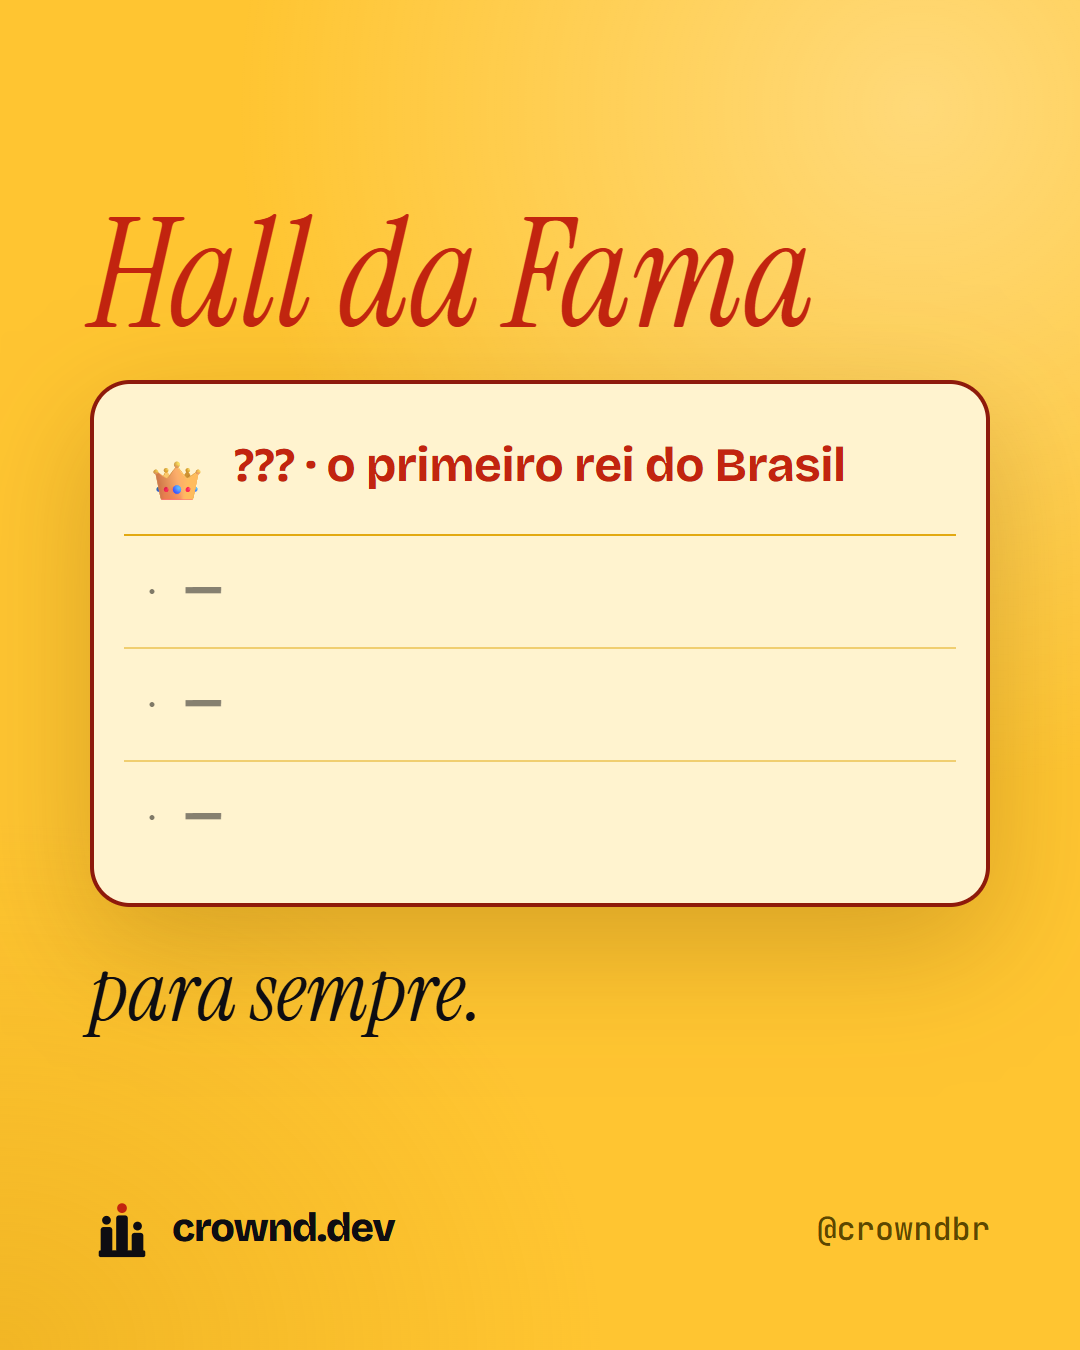 Hall da Fama
??? · o primeiro rei do Brasil
· —
· —
· —
para sempre.
crownd.dev
@crowndbr